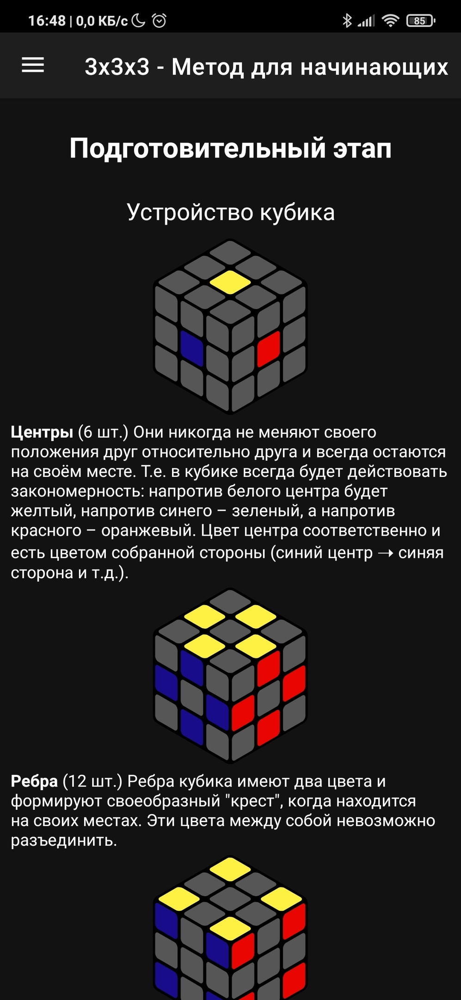 16:48 | 0,0 КБ/с
85
3x3x3 - Метод для начинающих
Подготовительный этап
Устройство кубика
Центры (6 шт.) Они никогда не меняют своего
положения друг относительно друга и всегда остаются
на своём месте. Т.е. в кубике всегда будет действовать
закономерность: напротив белого центра будет
желтый, напротив синего – зеленый, а напротив
красного – оранжевый. Цвет центра соответственно и
есть цветом собранной стороны (синий центр → синяя
сторона и т.д.).
Ребра (12 шт.) Ребра кубика имеют два цвета и
формируют своеобразный "крест", когда находится
на своих местах. Эти цвета между собой невозможно
разъединить.